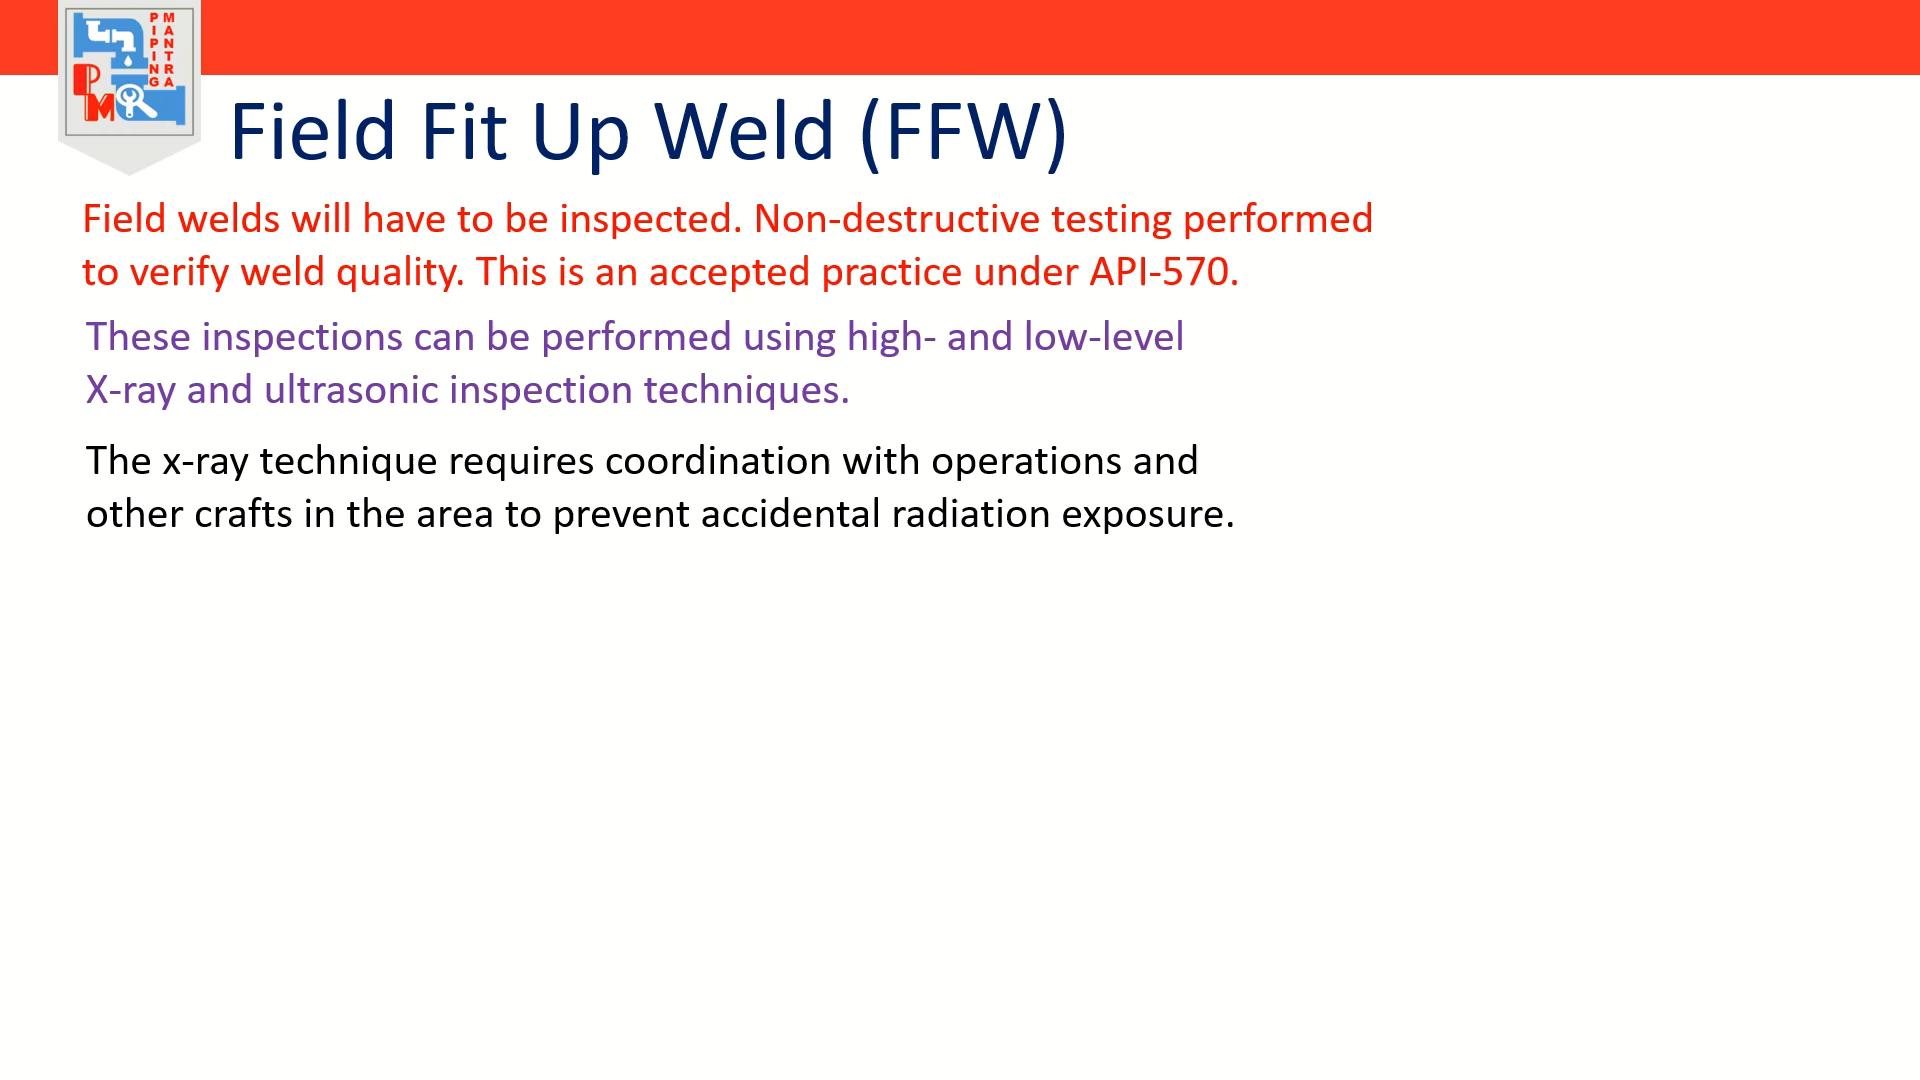 PIPING
MANTRA
PM
Field Fit Up Weld (FFW)
Field welds will have to be inspected. Non-destructive testing performed
to verify weld quality. This is an accepted practice under API-570.
These inspections can be performed using high- and low-level
X-ray and ultrasonic inspection techniques.
The x-ray technique requires coordination with operations and
other crafts in the area to prevent accidental radiation exposure.